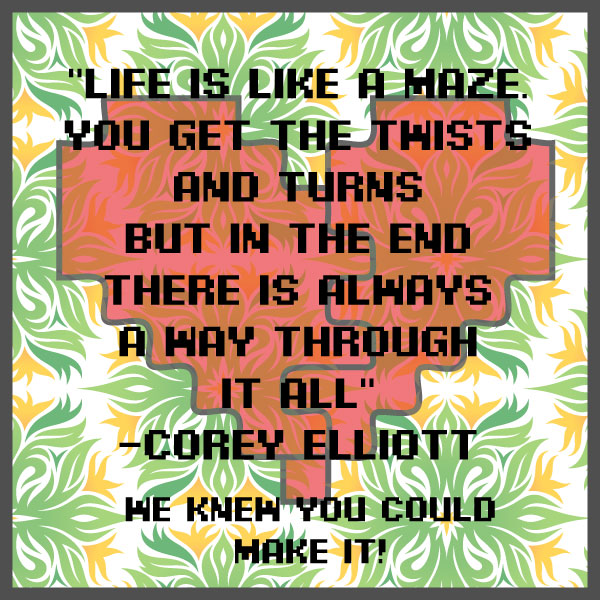 "LIFE IS LIKE A MAZE.
YOU GET THE TWISTS
AND TURNS
BUT IN THE END
THERE IS ALWAYS
A WAY THROUGH
IT ALL"
-COREY ELLIOTT
WE KNEW YOU COULD
MAKE IT!